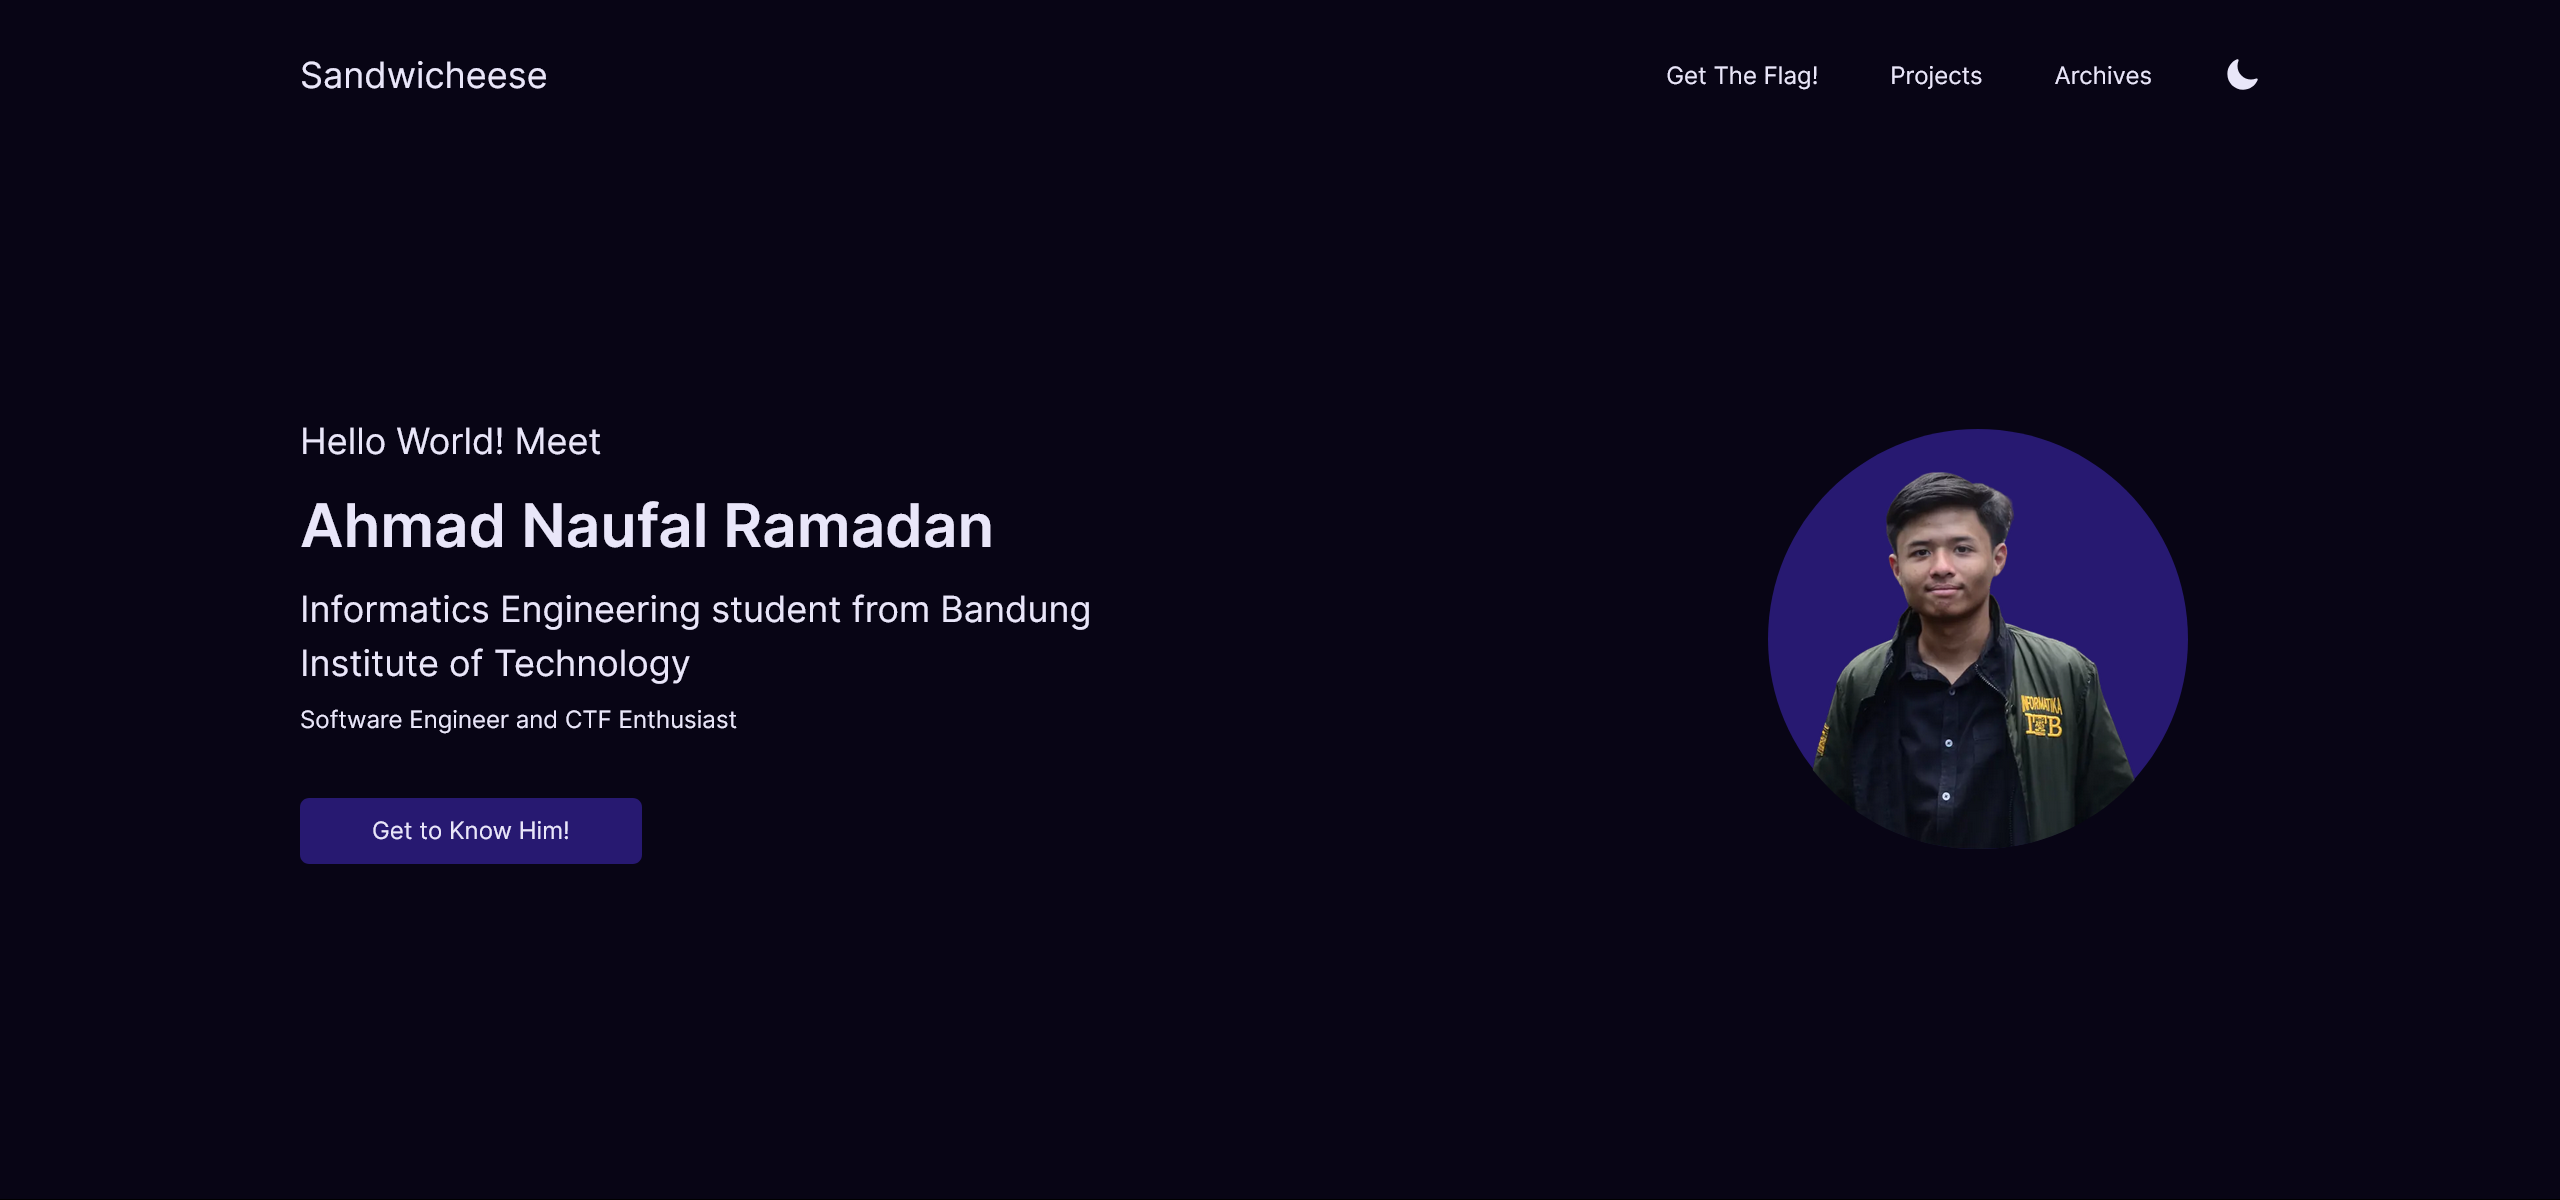 Sandwicheese
Get The Flag!
Projects
Archives
Hello World! Meet
Ahmad Naufal Ramadan
Informatics Engineering student from Bandung
Institute of Technology
Software Engineer and CTF Enthusiast
Get to Know Him!
INFORMATIKA
ITB